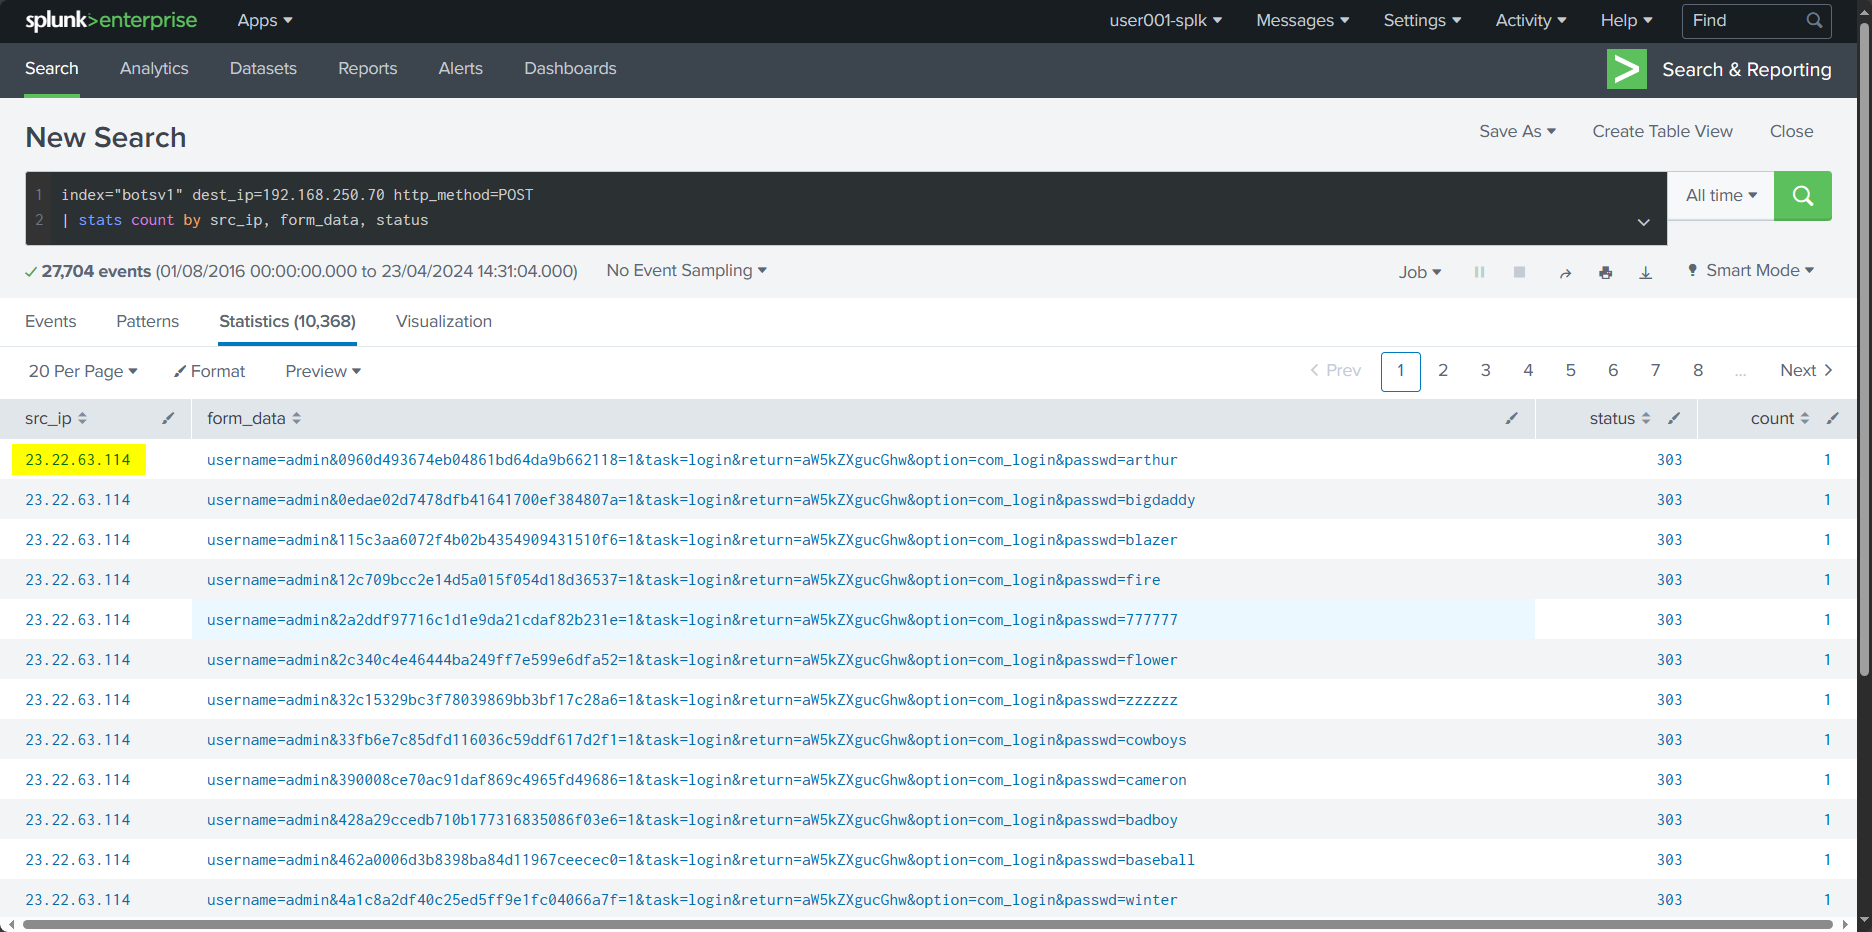 splunk>enterprise Apps user001-splk Messages Settings Activity Help Find
Search Analytics Datasets Reports Alerts Dashboards Search & Reporting
New Search Save As Create Table View Close
1 index="botsv1" dest_ip=192.168.250.70 http_method=POST All time
2 | stats count by src_ip, form_data, status
27,704 events (01/08/2016 00:00:00.000 to 23/04/2024 14:31:04.000) No Event Sampling Job Smart Mode
Events Patterns Statistics (10,368) Visualization
20 Per Page Format Preview < Prev 1 2 3 4 5 6 7 8 ... Next >
src_ip form_data status count
23.22.63.114 username=admin&0960d493674eb04861bd64da9b662118=1&task=login&return=aW5kZXgucGhw&option=com_login&passwd=arthur 303 1
23.22.63.114 username=admin&0edae02d7478dfb41641700ef384807a=1&task=login&return=aW5kZXgucGhw&option=com_login&passwd=bigdaddy 303 1
23.22.63.114 username=admin&115c3aa6072f4b02b4354909431510f6=1&task=login&return=aW5kZXgucGhw&option=com_login&passwd=blazer 303 1
23.22.63.114 username=admin&12c709bcc2e14d5a015f054d18d36537=1&task=login&return=aW5kZXgucGhw&option=com_login&passwd=fire 303 1
23.22.63.114 username=admin&2a2ddf97716c1d1e9da21cdaf82b231e=1&task=login&return=aW5kZXgucGhw&option=com_login&passwd=777777 303 1
23.22.63.114 username=admin&2c340c4e46444ba249ff7e599e6dfa52=1&task=login&return=aW5kZXgucGhw&option=com_login&passwd=flower 303 1
23.22.63.114 username=admin&32c15329bc3f78039869bb3bf17c28a6=1&task=login&return=aW5kZXgucGhw&option=com_login&passwd=zzzzzz 303 1
23.22.63.114 username=admin&33fb6e7c85dfd116036c59ddf617d2f1=1&task=login&return=aW5kZXgucGhw&option=com_login&passwd=cowboys 303 1
23.22.63.114 username=admin&390008ce70ac91daf869c4965fd49686=1&task=login&return=aW5kZXgucGhw&option=com_login&passwd=cameron 303 1
23.22.63.114 username=admin&428a29ccedb710b177316835086f03e6=1&task=login&return=aW5kZXgucGhw&option=com_login&passwd=badboy 303 1
23.22.63.114 username=admin&462a0006d3b8398ba84d11967ceecec0=1&task=login&return=aW5kZXgucGhw&option=com_login&passwd=baseball 303 1
23.22.63.114 username=admin&4a1c8a2df40c25ed5ff9e1fc04066a7f=1&task=login&return=aW5kZXgucGhw&option=com_login&passwd=winter 303 1